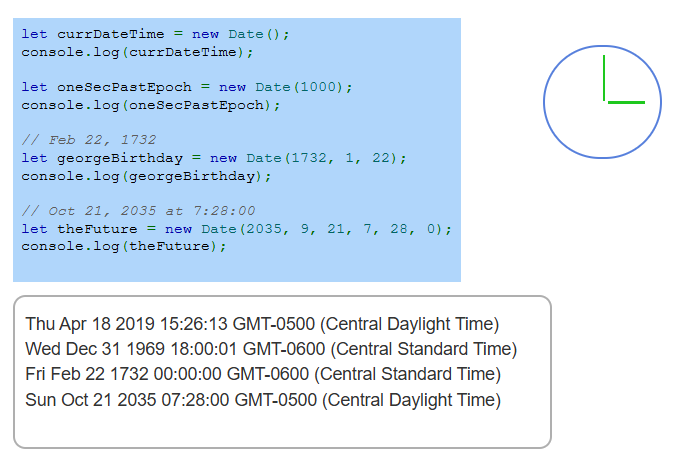 let currDateTime = new Date();
console.log(currDateTime);
let oneSecPastEpoch = new Date(1000);
console.log(oneSecPastEpoch);
// Feb 22, 1732
let georgeBirthday = new Date(1732, 1, 22);
console.log(georgeBirthday);
// Oct 21, 2035 at 7:28:00
let theFuture = new Date(2035, 9, 21, 7, 28, 0);
console.log(theFuture);
Thu Apr 18 2019 15:26:13 GMT-0500 (Central Daylight Time)
Wed Dec 31 1969 18:00:01 GMT-0600 (Central Standard Time)
Fri Feb 22 1732 00:00:00 GMT-0600 (Central Standard Time)
Sun Oct 21 2035 07:28:00 GMT-0500 (Central Daylight Time)